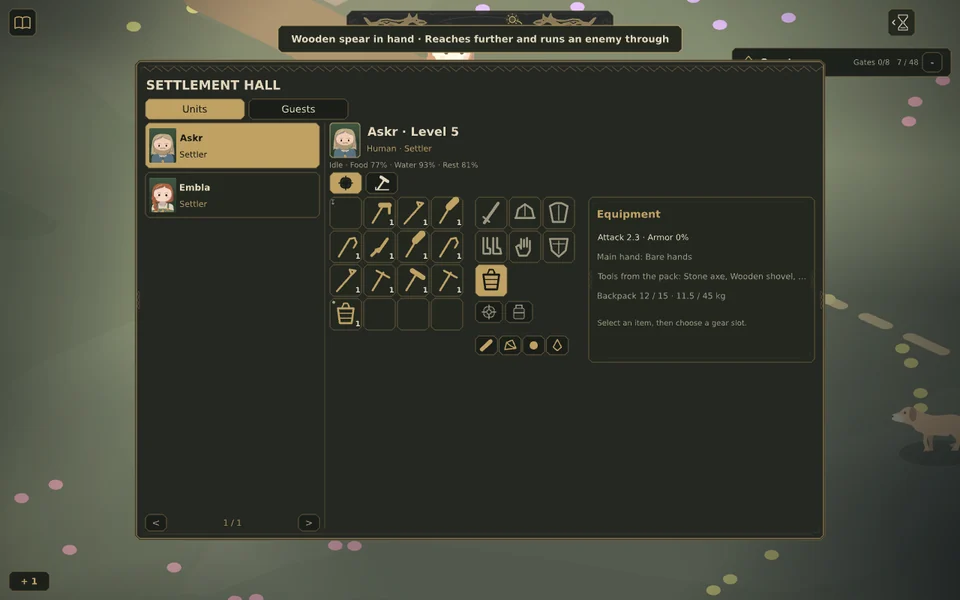 Wooden spear in hand · Reaches further and runs an enemy through
Gates 0/8 7 / 48 -
SETTLEMENT HALL
Units
Guests
Askr
Settler
Embla
Settler
Askr · Level 5
Human · Settler
Idle · Food 77% · Water 93% · Rest 81%
1 1 1
1 1 1 1
1 1 1 1
1
Equipment
Attack 2.3 · Armor 0%
Main hand: Bare hands
Tools from the pack: Stone axe, Wooden shovel, ...
Backpack 12 / 15 · 11.5 / 45 kg
Select an item, then choose a gear slot.
<
1 / 1
>
+ 1